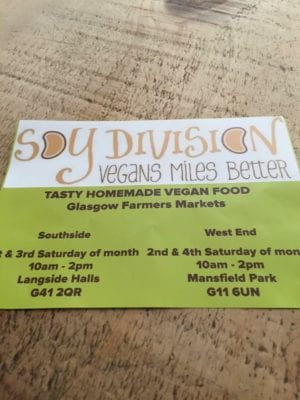 SOY DIVISION
VEGANS MILES BETTER
TASTY HOMEMADE VEGAN FOOD
Glasgow Farmers Markets
Southside
& 3rd Saturday of month
10am - 2pm
Langside Halls
G41 2QR
West End
2nd & 4th Saturday of mon
10am - 2pm
Mansfield Park
G11 6UN